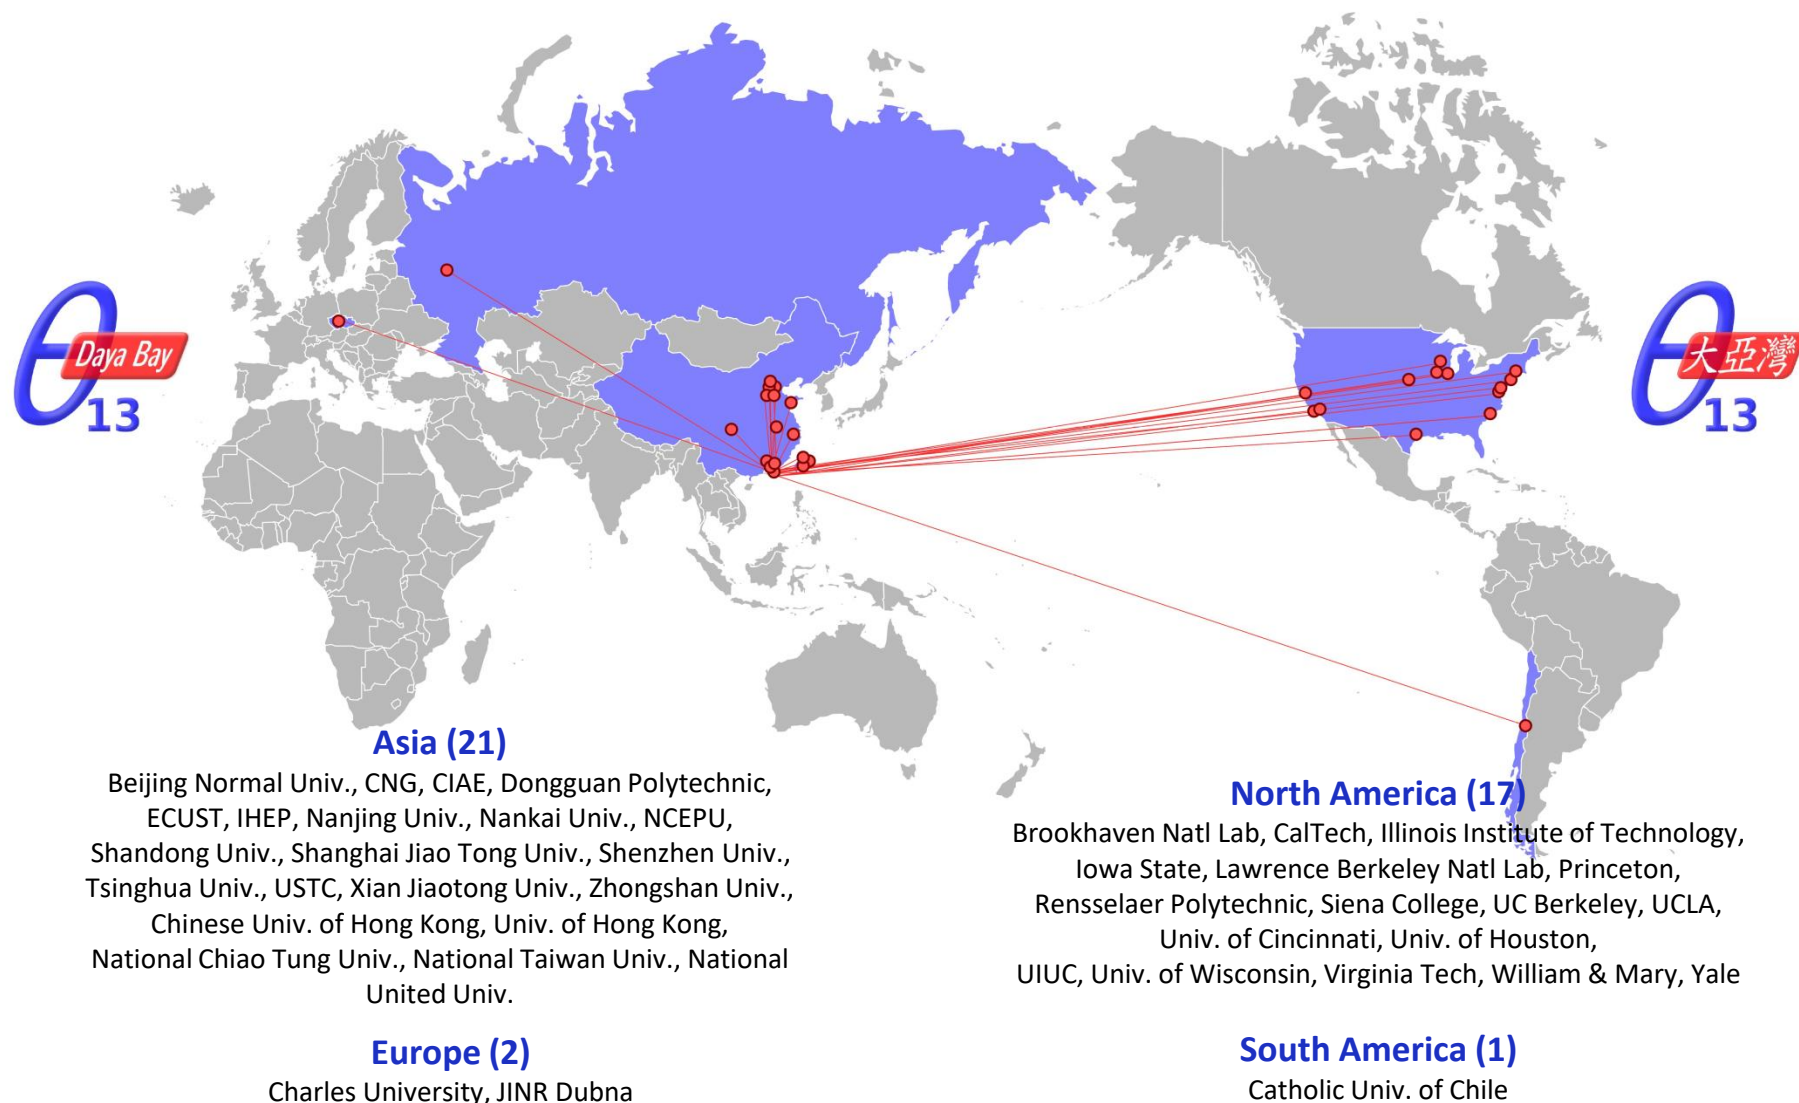 θ
Daya Bay
13
θ
大亞灣
13
Asia (21)
Beijing Normal Univ., CNG, CIAE, Dongguan Polytechnic,
ECUST, IHEP, Nanjing Univ., Nankai Univ., NCEPU,
Shandong Univ., Shanghai Jiao Tong Univ., Shenzhen Univ.,
Tsinghua Univ., USTC, Xian Jiaotong Univ., Zhongshan Univ.,
Chinese Univ. of Hong Kong, Univ. of Hong Kong,
National Chiao Tung Univ., National Taiwan Univ., National
United Univ.
Europe (2)
Charles University, JINR Dubna
North America (17)
Brookhaven Natl Lab, CalTech, Illinois Institute of Technology,
Iowa State, Lawrence Berkeley Natl Lab, Princeton,
Rensselaer Polytechnic, Siena College, UC Berkeley, UCLA,
Univ. of Cincinnati, Univ. of Houston,
UIUC, Univ. of Wisconsin, Virginia Tech, William & Mary, Yale
South America (1)
Catholic Univ. of Chile